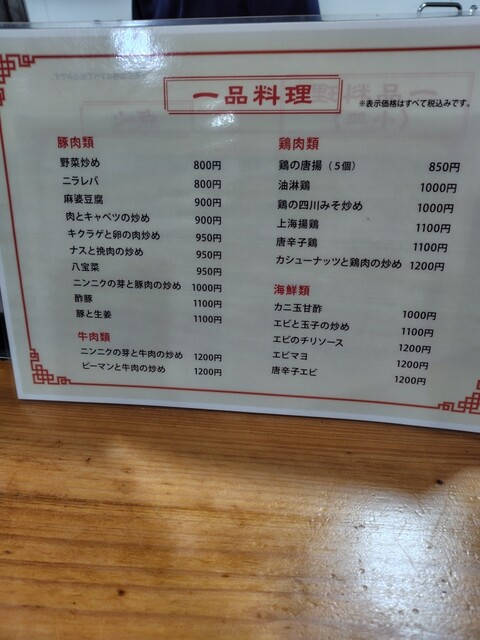 一品料理
※表示価格はすべて税込みです。
豚肉類
野菜炒め 800円
ニラレバ 800円
麻婆豆腐 900円
肉とキャベツの炒め 900円
キクラゲと卵の肉炒め 950円
ナスと挽肉の炒め 950円
八宝菜 950円
ニンニクの芽と豚肉の炒め 1000円
酢豚 1100円
豚と生姜 1100円
牛肉類
ニンニクの芽と牛肉の炒め 1200円
ピーマンと牛肉の炒め 1200円
鶏肉類
鶏の唐揚（5個） 850円
油淋鶏 1000円
鶏の四川みそ炒め 1000円
上海揚鶏 1100円
唐辛子鶏 1100円
カシューナッツと鶏肉の炒め 1200円
海鮮類
カニ玉甘酢 1000円
エビと玉子の炒め 1100円
エビのチリソース 1200円
エビマヨ 1200円
唐辛子エビ 1200円